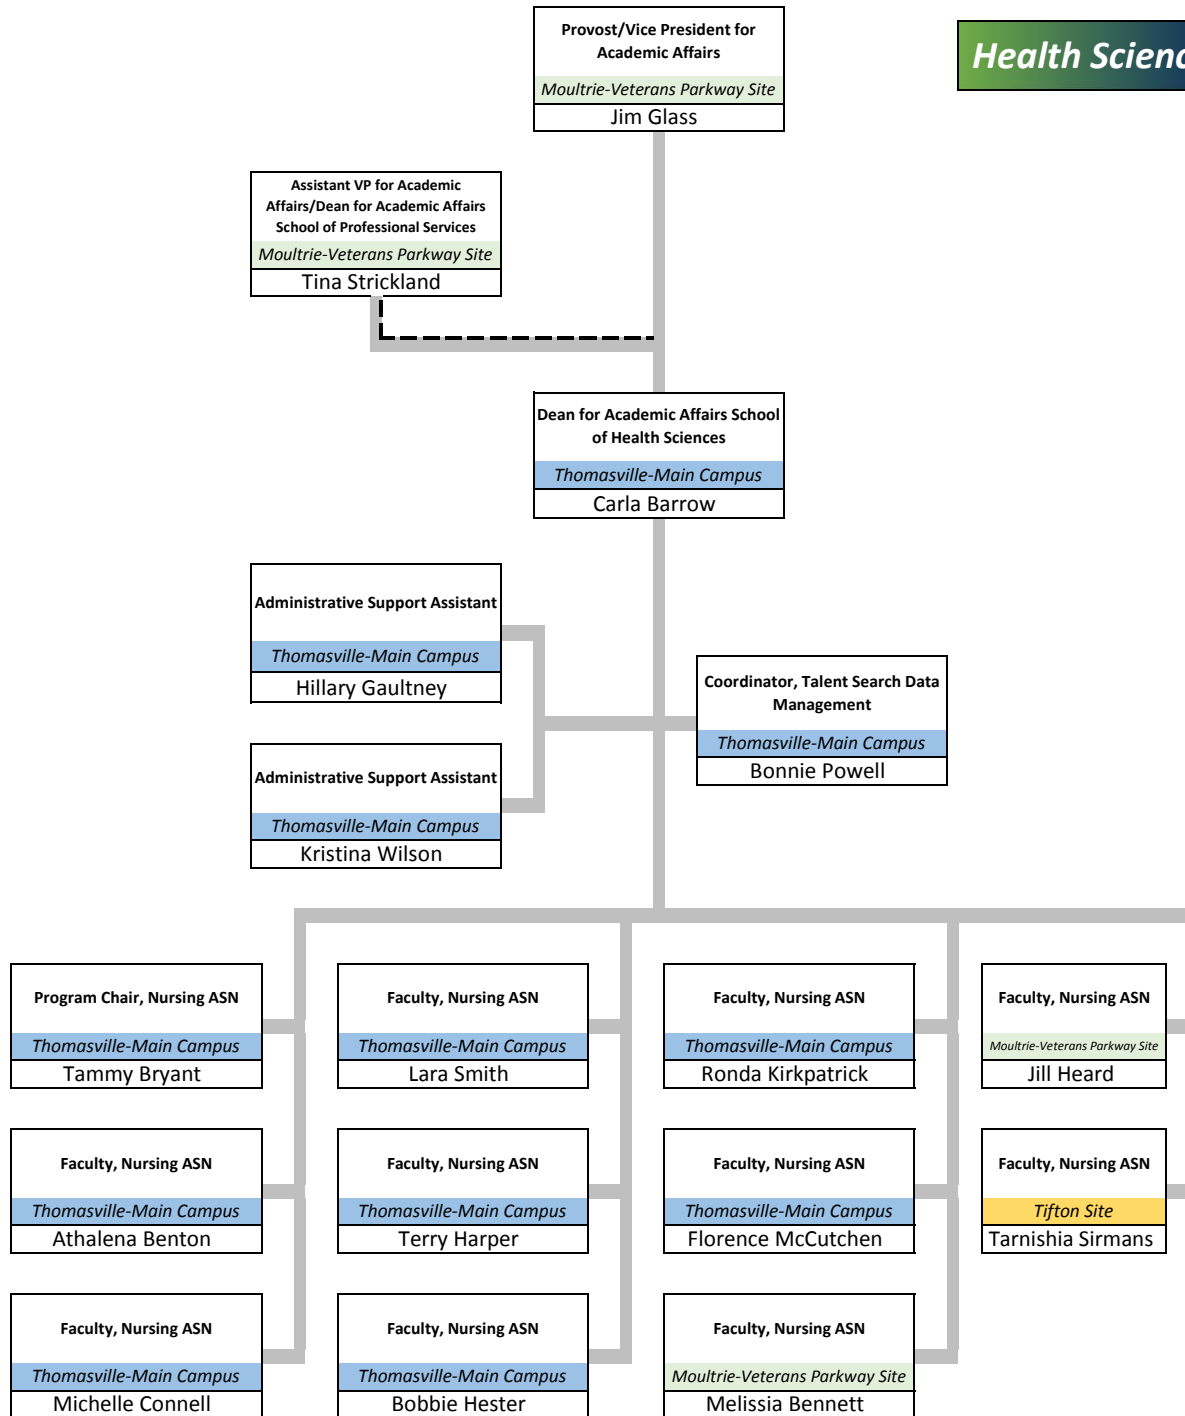 Provost/Vice President for
Academic Affairs
Moultrie-Veterans Parkway Site
Jim Glass
Health Scienc
Assistant VP for Academic
Affairs/Dean for Academic Affairs
School of Professional Services
Moultrie-Veterans Parkway Site
Tina Strickland
Dean for Academic Affairs School
of Health Sciences
Thomasville-Main Campus
Carla Barrow
Administrative Support Assistant
Thomasville-Main Campus
Hillary Gaultney
Coordinator, Talent Search Data
Management
Thomasville-Main Campus
Bonnie Powell
Administrative Support Assistant
Thomasville-Main Campus
Kristina Wilson
Program Chair, Nursing ASN
Thomasville-Main Campus
Tammy Bryant
Faculty, Nursing ASN
Thomasville-Main Campus
Lara Smith
Faculty, Nursing ASN
Thomasville-Main Campus
Ronda Kirkpatrick
Faculty, Nursing ASN
Moultrie-Veterans Parkway Site
Jill Heard
Faculty, Nursing ASN
Thomasville-Main Campus
Athalena Benton
Faculty, Nursing ASN
Thomasville-Main Campus
Terry Harper
Faculty, Nursing ASN
Thomasville-Main Campus
Florence McCutchen
Faculty, Nursing ASN
Tifton Site
Tarnishia Sirmans
Faculty, Nursing ASN
Thomasville-Main Campus
Michelle Connell
Faculty, Nursing ASN
Thomasville-Main Campus
Bobbie Hester
Faculty, Nursing ASN
Moultrie-Veterans Parkway Site
Melissia Bennett